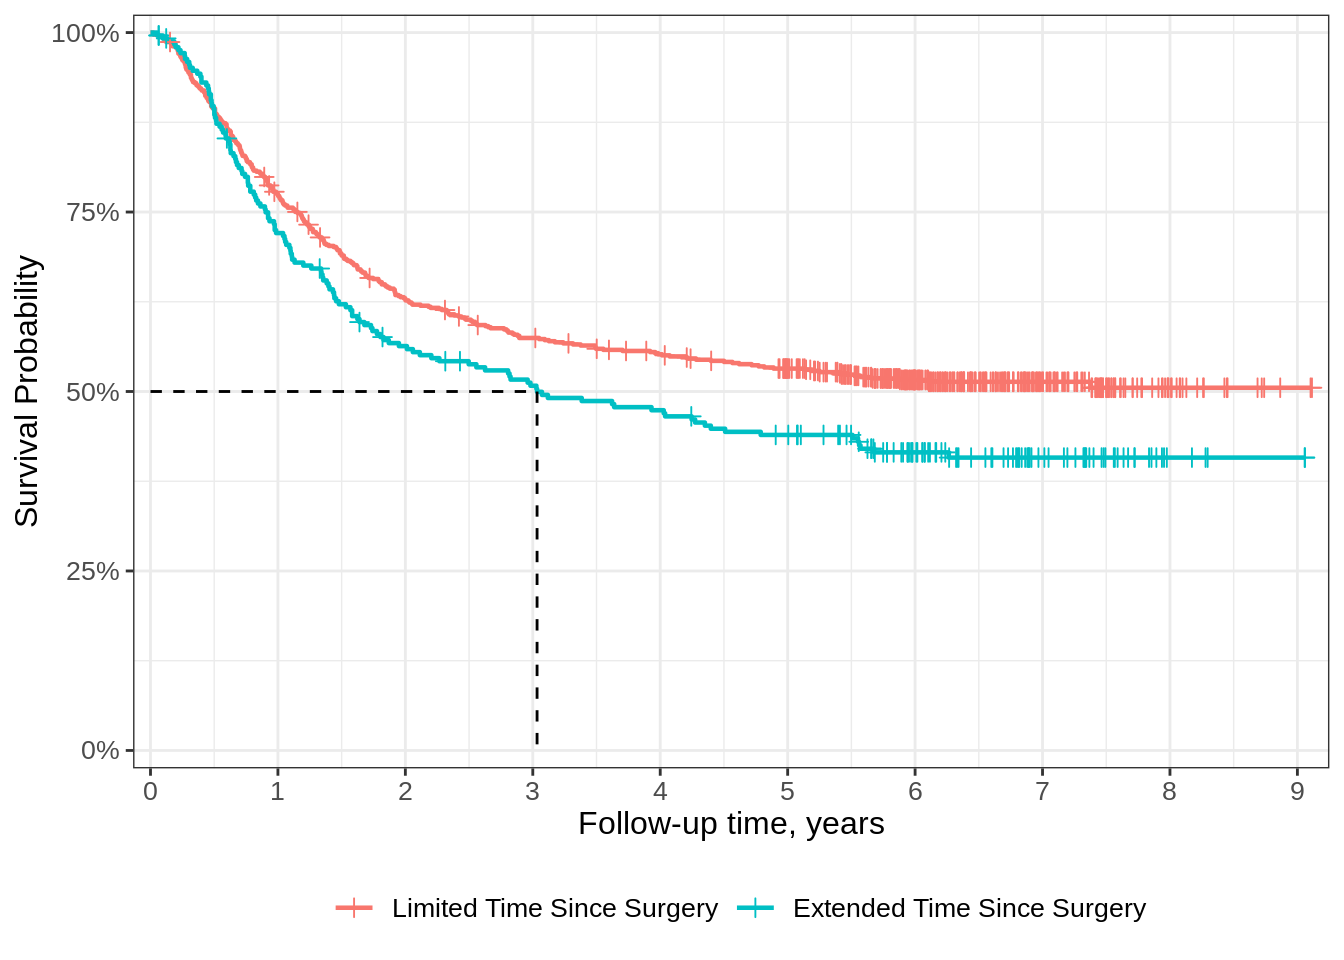 Survival Probability
100%
75%
50%
25%
0%
0 1 2 3 4 5 6 7 8 9
Follow-up time, years
Limited Time Since Surgery Extended Time Since Surgery